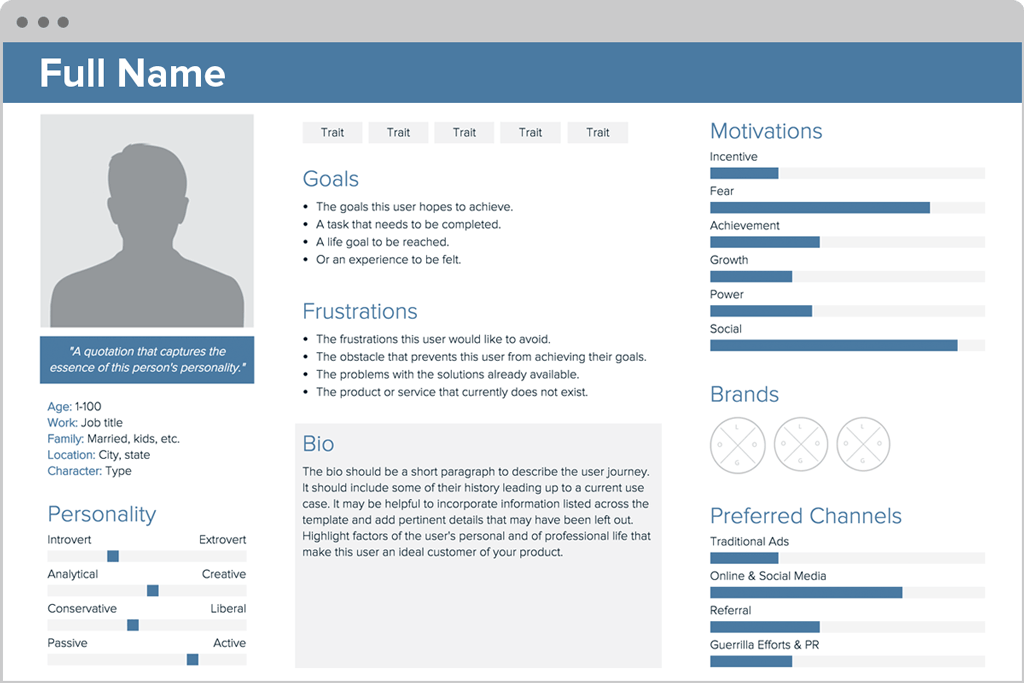 Full Name
"A quotation that captures the
essence of this person's personality."
Age: 1-100
Work: Job title
Family: Married, kids, etc.
Location: City, state
Character: Type
Personality
Introvert Extrovert
Analytical Creative
Conservative Liberal
Passive Active
Trait Trait Trait Trait Trait
Goals
• The goals this user hopes to achieve.
• A task that needs to be completed.
• A life goal to be reached.
• Or an experience to be felt.
Frustrations
• The frustrations this user would like to avoid.
• The obstacle that prevents this user from achieving their goals.
• The problems with the solutions already available.
• The product or service that currently does not exist.
Bio
The bio should be a short paragraph to describe the user journey.
It should include some of their history leading up to a current use
case. It may be helpful to incorporate information listed across the
template and add pertinent details that may have been left out.
Highlight factors of the user's personal and of professional life that
make this user an ideal customer of your product.
Motivations
Incentive
Fear
Achievement
Growth
Power
Social
Brands
L O G O L O G O L O G O
Preferred Channels
Traditional Ads
Online & Social Media
Referral
Guerrilla Efforts & PR